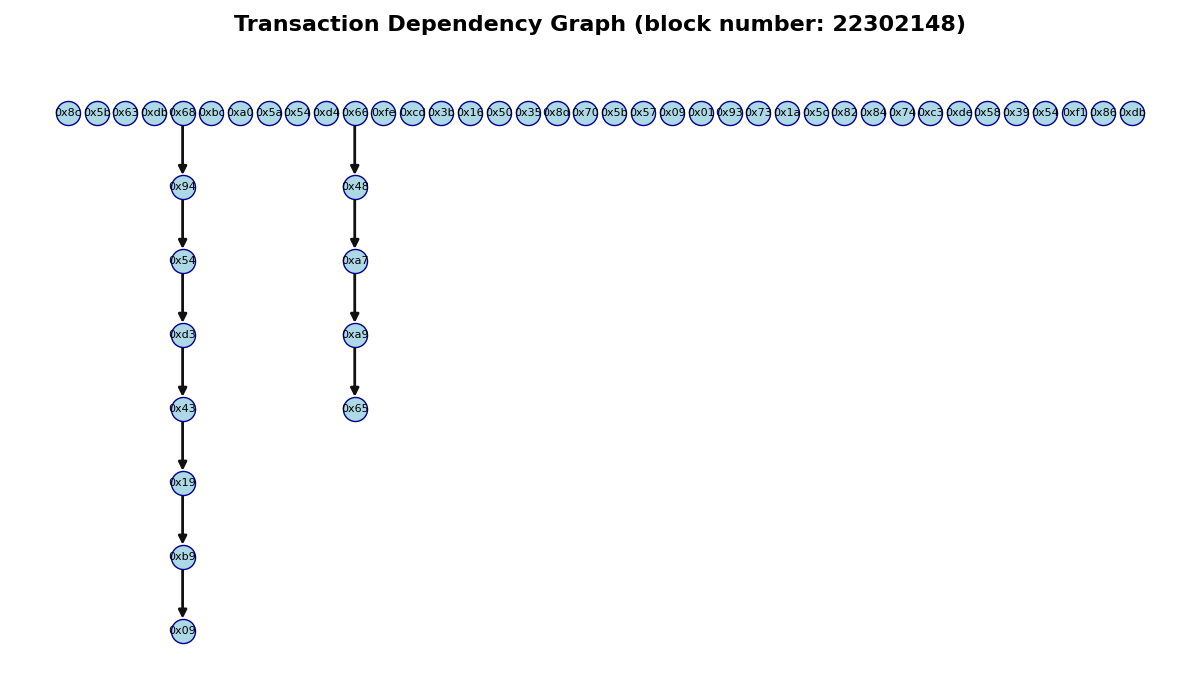 Transaction Dependency Graph (block number: 22302148)
0x8c 0x5b 0x63 0xdb 0x68 0xbc 0xa0 0x5a 0x54 0xd4 0x66 0xfe 0xcc 0x3b 0x16 0x50 0x35 0x8d 0x70 0x5b 0x57 0x09 0x01 0x93 0x73 0x1a 0x5c 0x82 0x84 0x74 0xc3 0xde 0x58 0x39 0x54 0xf1 0x86 0xdb
0x94 0x48
0x54 0xa7
0xd3 0xa9
0x43 0x65
0x19
0xb9
0x09